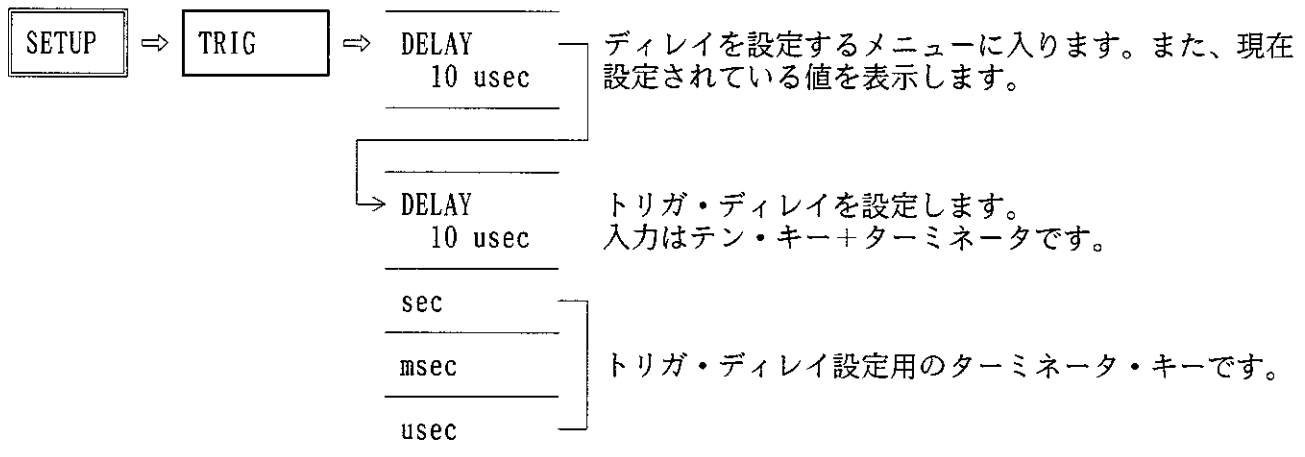 SETUP ⇒ TRIG ⇒ DELAY
10 usec
ディレイを設定するメニューに入ります。また、現在
設定されている値を表示します。
DELAY
10 usec
トリガ・ディレイを設定します。
入力はテン・キー+ターミネータです。
sec
msec
usec
トリガ・ディレイ設定用のターミネータ・キーです。